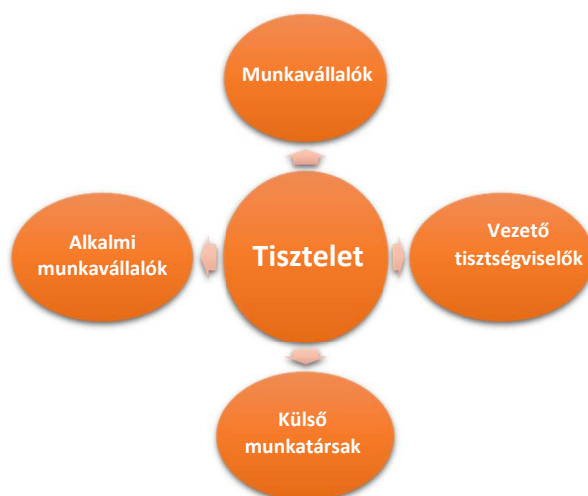 Munkavállalók
Alkalmi
munkavállalók
Tisztelet
Vezető
tisztségviselők
Külső
munkatársak